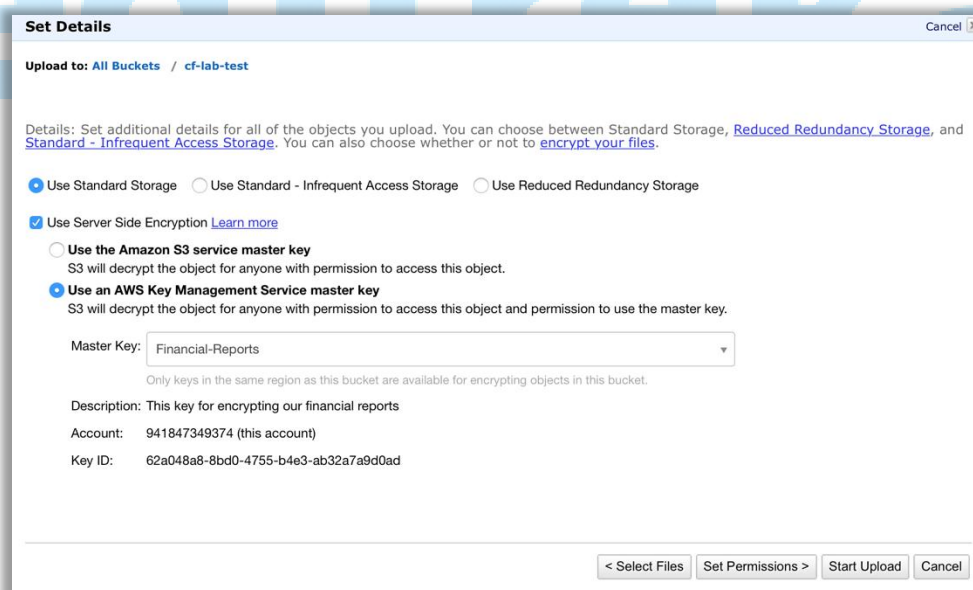 Set Details
Cancel
Upload to: All Buckets / cf-lab-test
Details: Set additional details for all of the objects you upload. You can choose between Standard Storage, Reduced Redundancy Storage, and
Standard - Infrequent Access Storage. You can also choose whether or not to encrypt your files.
Use Standard Storage Use Standard - Infrequent Access Storage Use Reduced Redundancy Storage
Use Server Side Encryption Learn more
Use the Amazon S3 service master key
S3 will decrypt the object for anyone with permission to access this object.
Use an AWS Key Management Service master key
S3 will decrypt the object for anyone with permission to access this object and permission to use the master key.
Master Key: Financial-Reports
Only keys in the same region as this bucket are available for encrypting objects in this bucket.
Description: This key for encrypting our financial reports
Account: 941847349374 (this account)
Key ID: 62a048a8-8bd0-4755-b4e3-ab32a7a9d0ad
< Select Files Set Permissions > Start Upload Cancel